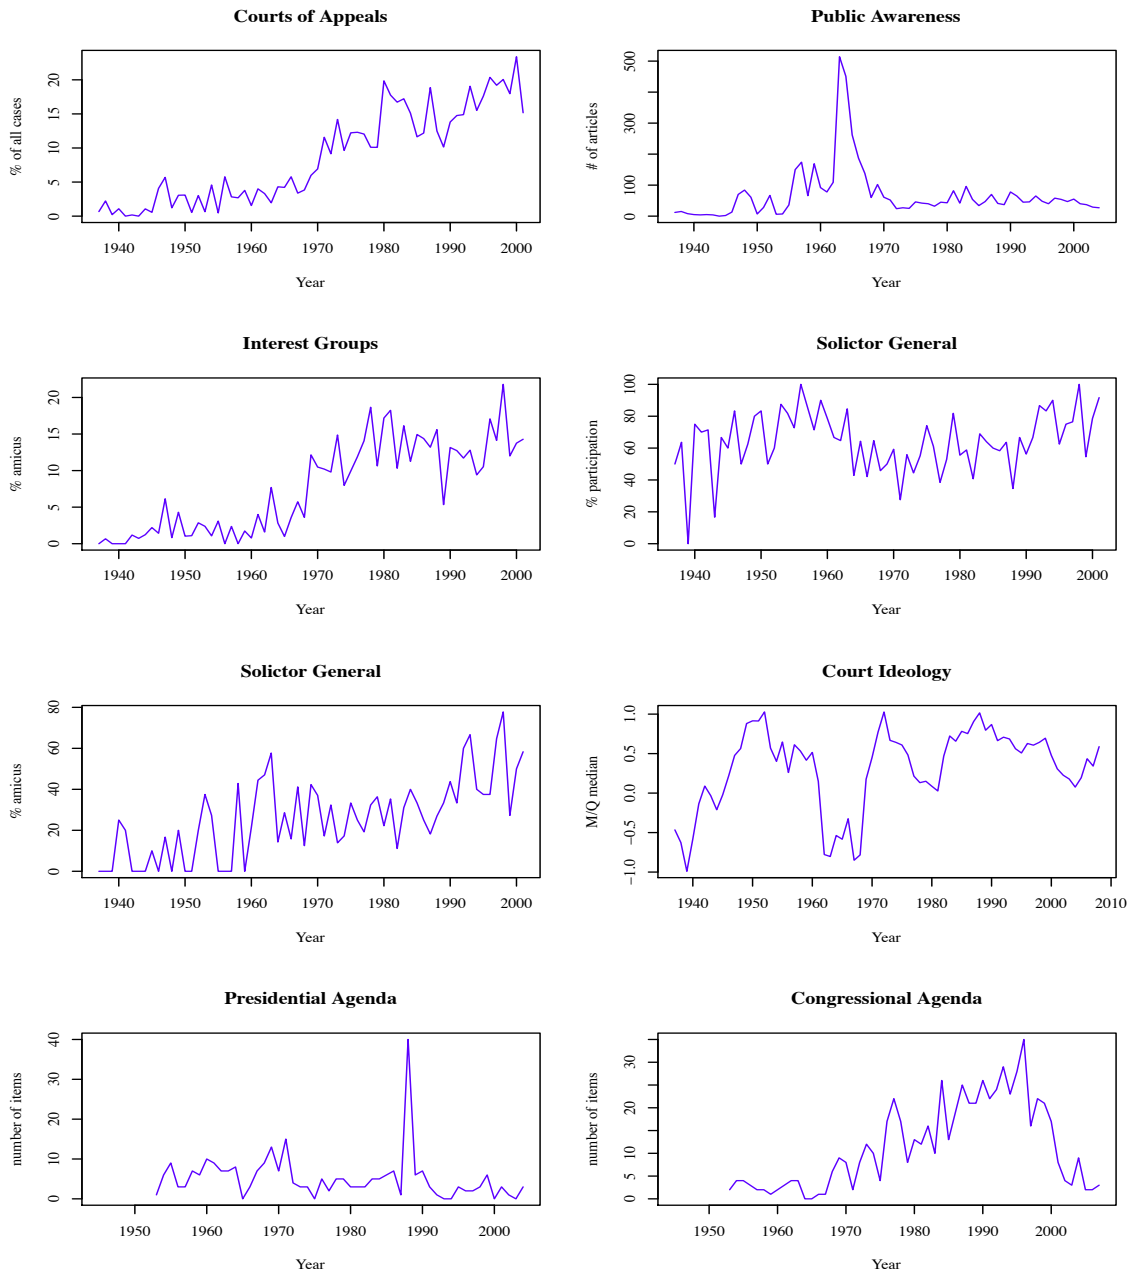 Courts of Appeals
% of all cases
0 5 10 15 20
1940 1950 1960 1970 1980 1990 2000
Year
Public Awareness
# of articles
0 100 300 500
1940 1950 1960 1970 1980 1990 2000
Year
Interest Groups
% amicus
0 5 10 15 20
1940 1950 1960 1970 1980 1990 2000
Year
Solictor General
% participation
0 20 40 60 80 100
1940 1950 1960 1970 1980 1990 2000
Year
Solictor General
% amicus
0 20 40 60 80
1940 1950 1960 1970 1980 1990 2000
Year
Court Ideology
M/Q median
−1.0 −0.5 0.0 0.5 1.0
1940 1950 1960 1970 1980 1990 2000 2010
Year
Presidential Agenda
number of items
0 10 20 30 40
1950 1960 1970 1980 1990 2000
Year
Congressional Agenda
number of items
0 5 10 20 30
1950 1960 1970 1980 1990 2000
Year